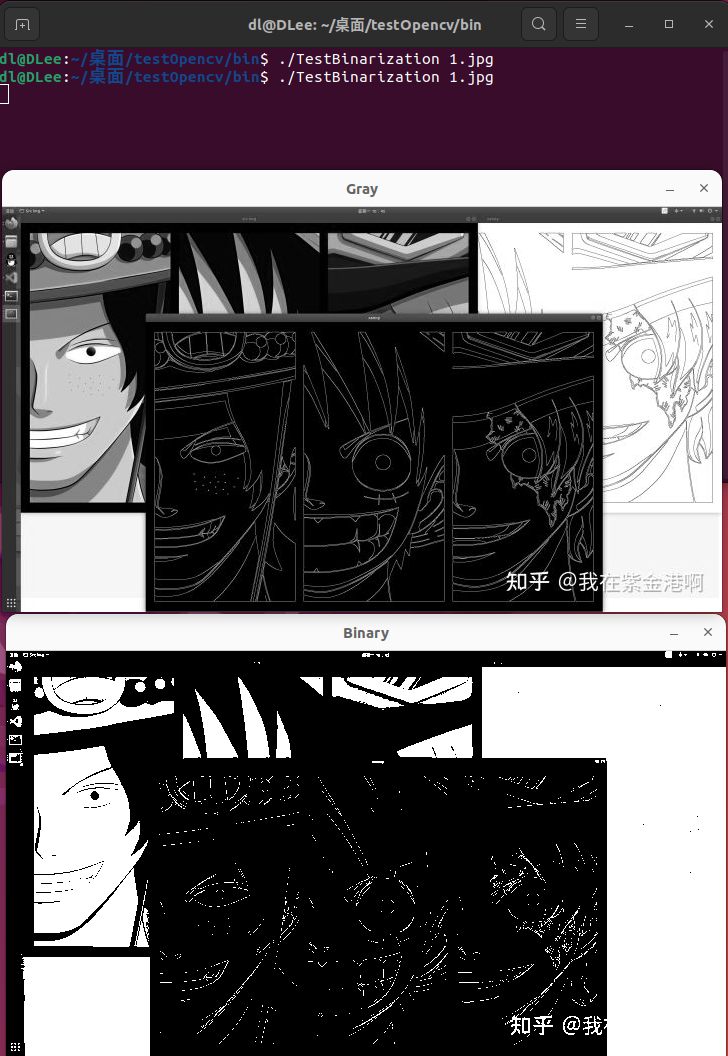 dl@DLee: ~/桌面/testOpencv/bin
dl@DLee:~/桌面/testOpencv/bin$ ./TestBinarization 1.jpg
dl@DLee:~/桌面/testOpencv/bin$ ./TestBinarization 1.jpg
Gray
知乎 @我在紫金港啊
Binary
知乎 @我